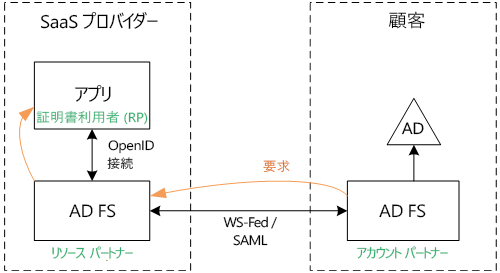 SaaS プロバイダー
顧客
アプリ
証明書利用者 (RP)
AD
OpenID
接続
要求
AD FS
AD FS
WS-Fed /
SAML
リソース パートナー
アカウント パートナー